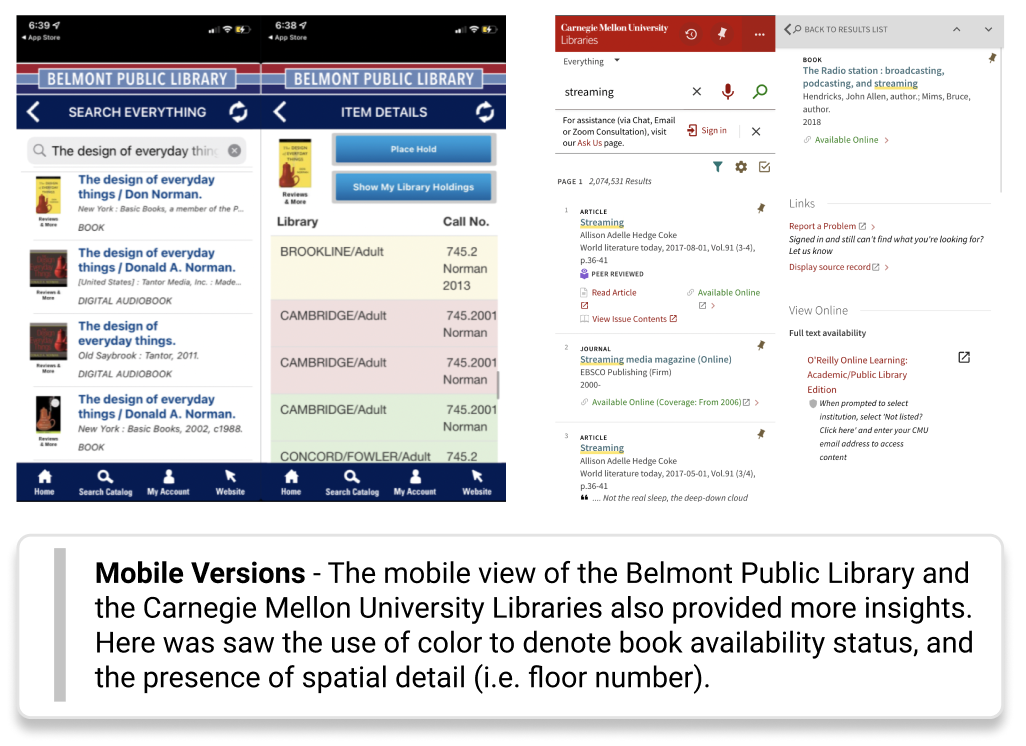 6:39
◀ App Store
BELMONT PUBLIC LIBRARY
SEARCH EVERYTHING
The design of everyday thin
The design of everyday
things / Don Norman.
New York : Basic Books, a member of the P...
BOOK
Reviews
& More
The design of everyday
things / Donald A. Norman.
[United States] : Tantor Media, Inc. : Made...
DIGITAL AUDIOBOOK
Reviews &
More
The design of
everyday things.
Old Saybrook : Tantor, 2011.
DIGITAL AUDIOBOOK
Reviews &
More
The design of everyday
things / Donald A. Norman.
New York : Basic Books, 2002, c1988.
BOOK
Reviews
& More
Home
Search Catalog
My Account
Website
6:38
◀ App Store
BELMONT PUBLIC LIBRARY
ITEM DETAILS
Reviews
& More
Place Hold
Show My Library Holdings
Library Call No.
BROOKLINE/Adult 745.2
Norman
2013
CAMBRIDGE/Adult 745.2001
Norman
CAMBRIDGE/Adult 745.2001
Norman
CAMBRIDGE/Adult 745.2001
Norman
CONCORD/FOWLER/Adult 745.2
Home
Search Catalog
My Account
Website
Carnegie Mellon University
Libraries
Everything
streaming
For assistance (via Chat, Email
or Zoom Consultation), visit
our Ask Us page.
Sign in
PAGE 1 2,074,531 Results
1
ARTICLE
Streaming
Allison Adelle Hedge Coke
World literature today, 2017-08-01, Vol.91 (3-4),
p.36-41
PEER REVIEWED
Read Article
Available Online
View Issue Contents
2
JOURNAL
Streaming media magazine (Online)
EBSCO Publishing (Firm)
2000-
Available Online (Coverage: From 2006)
3
ARTICLE
Streaming
Allison Adelle Hedge Coke
World literature today, 2017-05-01, Vol.91 (3/4),
p.36-41
.... Not the real sleep, the deep-down cloud
BACK TO RESULTS LIST
BOOK
The Radio station : broadcasting,
podcasting, and streaming
Hendricks, John Allen, author.; Mims, Bruce,
author.
2018
Available Online
Links
Report a Problem
Signed in and still can't find what you're looking for?
Let us know
Display source record
View Online
Full text availability
O'Reilly Online Learning:
Academic/Public Library
Edition
When prompted to select
institution, select 'Not listed?
Click here' and enter your CMU
email address to access
content
Mobile Versions - The mobile view of the Belmont Public Library and
the Carnegie Mellon University Libraries also provided more insights.
Here was saw the use of color to denote book availability status, and
the presence of spatial detail (i.e. floor number).